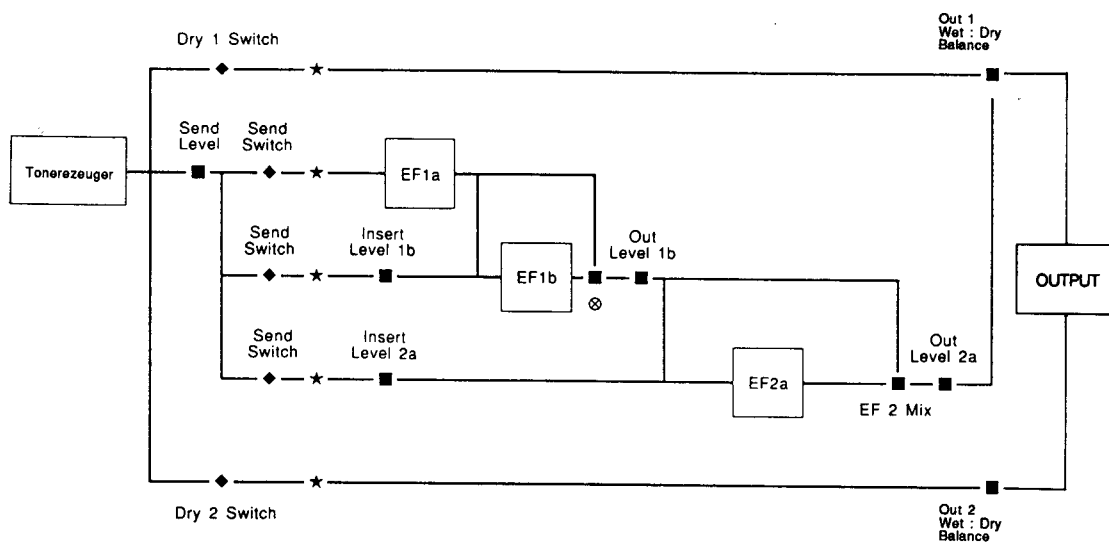 Out 1
Wet : Dry
Balance
Dry 1 Switch
Send
Level
Send
Switch
Tonerezeuger
EF1a
Send
Switch
Insert
Level 1b
Out
Level 1b
EF1b
OUTPUT
Send
Switch
Insert
Level 2a
Out
Level 2a
EF2a
EF 2 Mix
Dry 2 Switch
Out 2
Wet : Dry
Balance